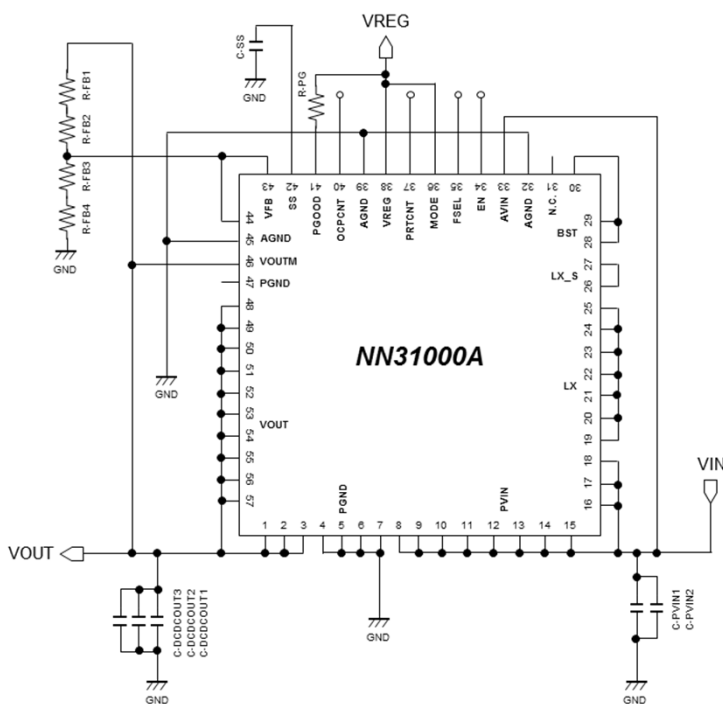 VREG
C-SS
GND
R-PG
R-FB1
R-FB2
R-FB3
R-FB4
GND
43
42
41
40
39
38
37
36
35
34
33
32
31
30
VFB
SS
PGOOD
OCPCNT
AGND
VREG
PRTCNT
MODE
FSEL
EN
AVIN
AGND
N.C.
44
45
AGND
46
VOUTM
47
PGND
48
49
50
51
52
53
54
55
56
57
VOUT
GND
NN31000A
29
BST
28
27
LX_S
26
25
24
23
22
LX
21
20
19
18
17
16
PGND
PVIN
1
2
3
4
5
6
7
8
9
10
11
12
13
14
15
VIN
VOUT
C-DCDCOUT3
C-DCDCOUT2
C-DCDCOUT1
GND
GND
C-PVIN1
C-PVIN2
GND